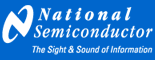 National
Semiconductor
The Sight & Sound of Information